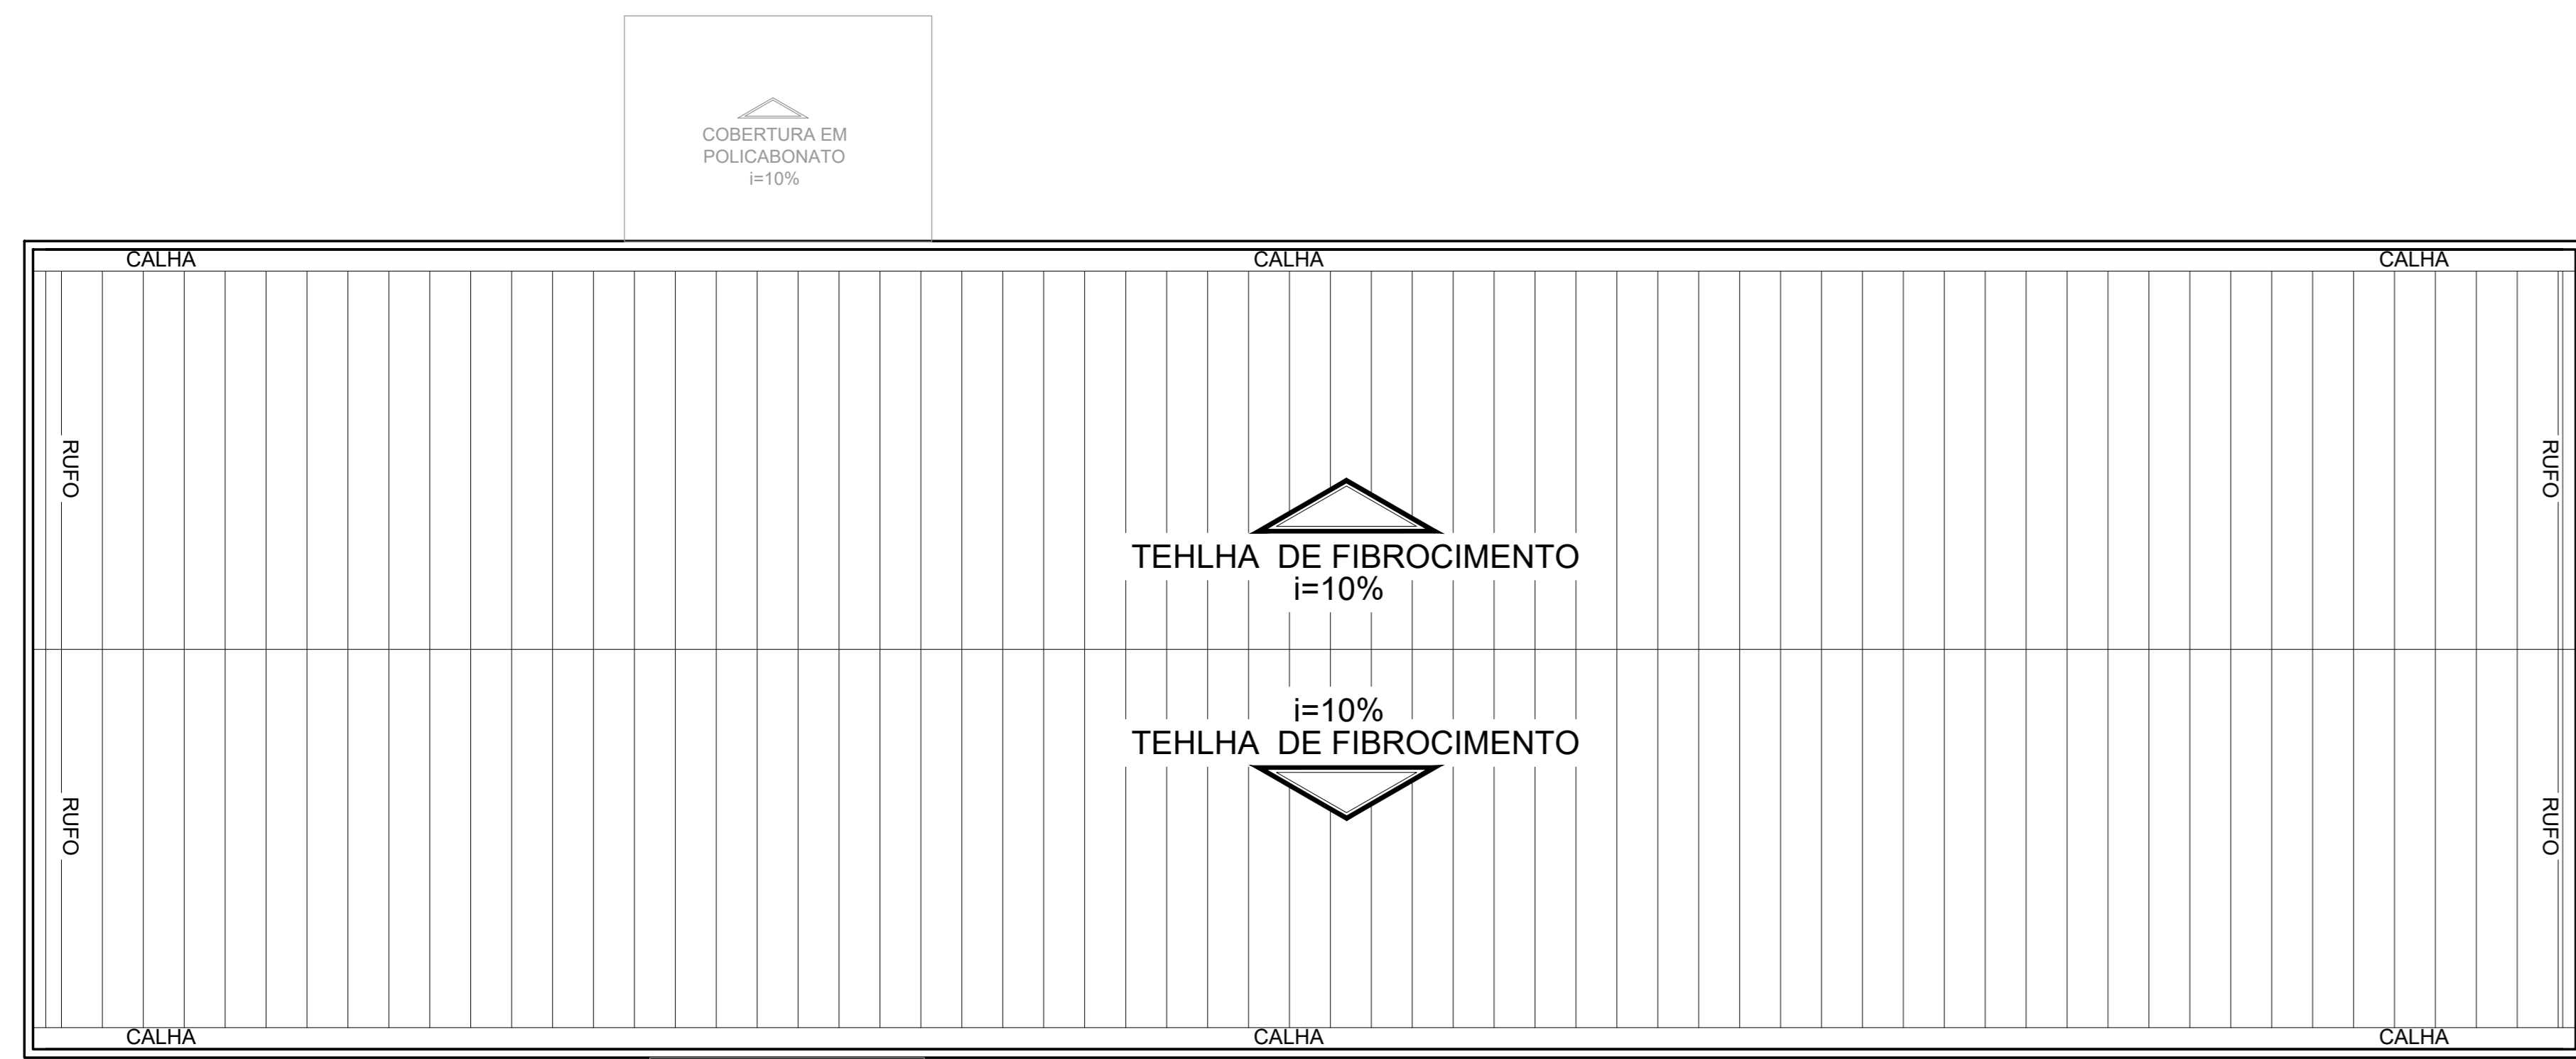 COBERTURA EM
POLICABONATO
i=10%
CALHA CALHA CALHA
RUFO RUFO
TEHLHA DE FIBROCIMENTO
i=10%
i=10%
TEHLHA DE FIBROCIMENTO
RUFO RUFO
CALHA CALHA CALHA